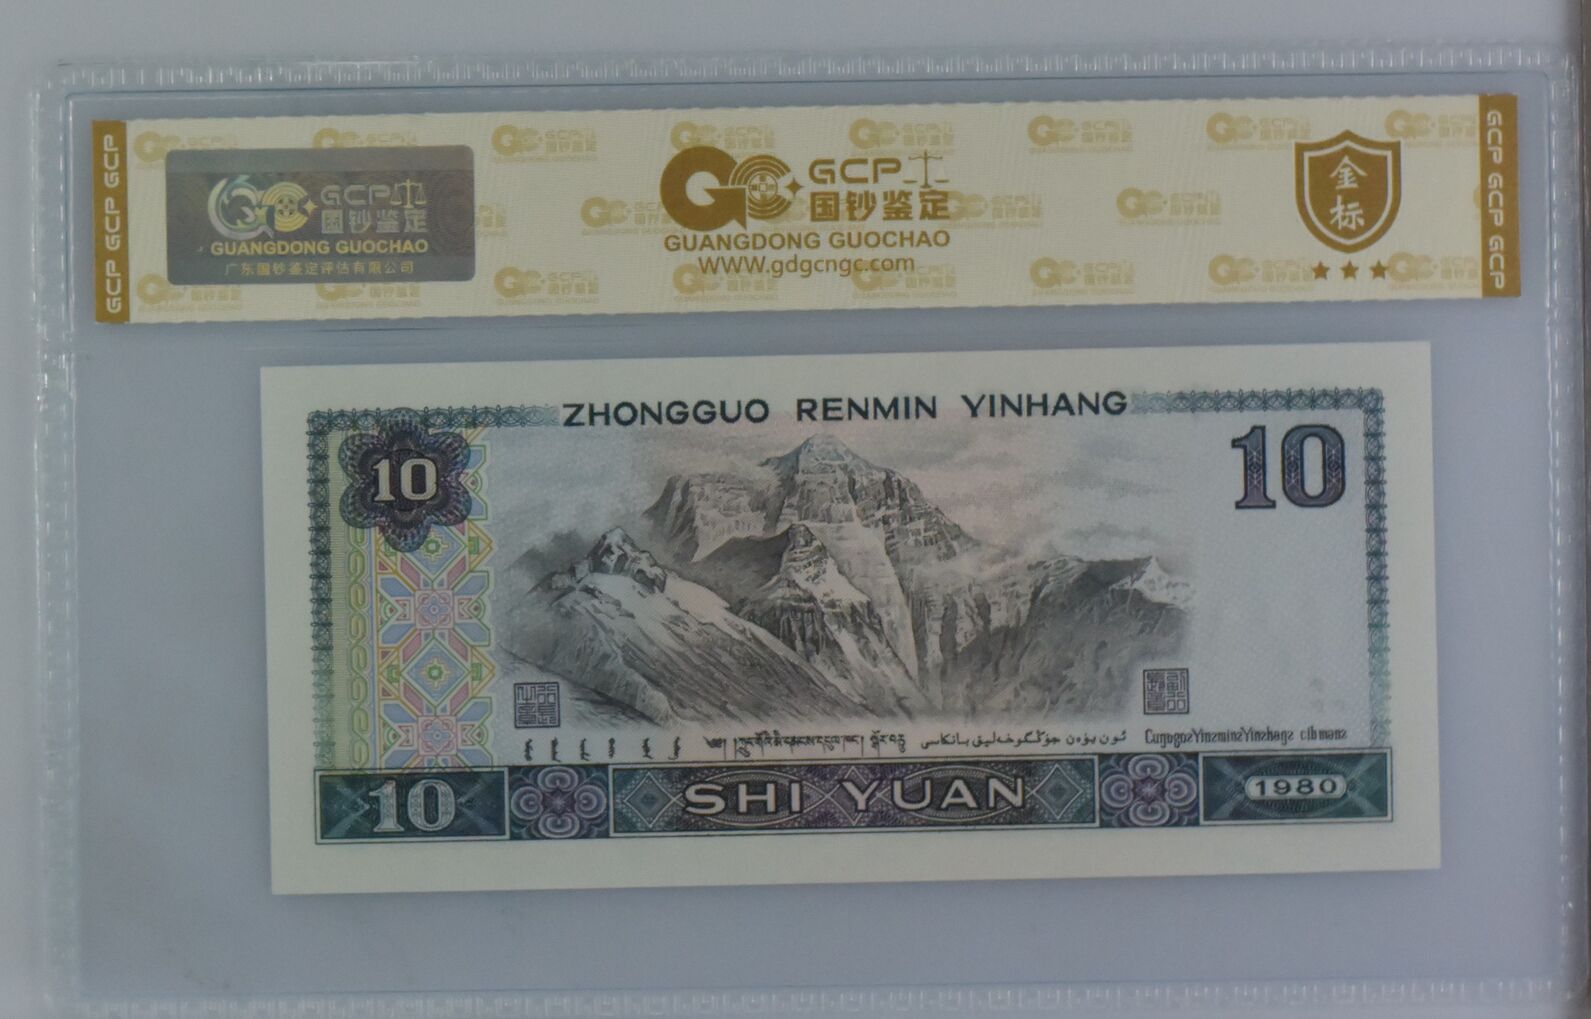 GCP GCP GCP
GCP 国钞鉴定
GUANGDONG GUOCHAO
广东国钞鉴定评估有限公司
GCP 国钞鉴定
GUANGDONG GUOCHAO
WWW.gdgcngc.com
金标
GCP GCP GCP
ZHONGGUO RENMIN YINHANG
10
10
SHI YUAN
10
1980